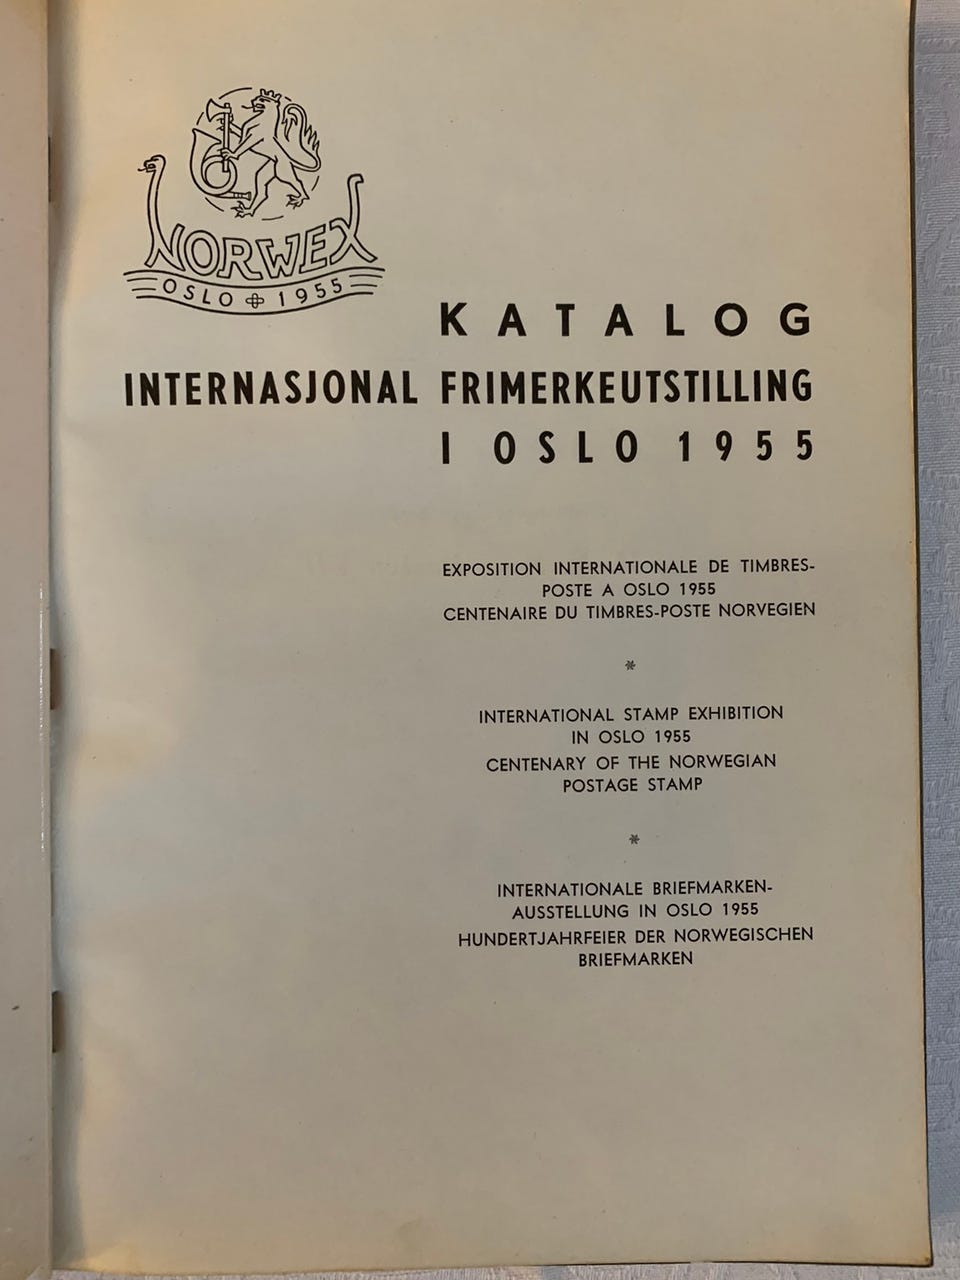 NORWEX
OSLO 1955
KATALOG
INTERNASJONAL FRIMERKEUTSTILLING
I OSLO 1955
EXPOSITION INTERNATIONALE DE TIMBRES-
POSTE A OSLO 1955
CENTENAIRE DU TIMBRES-POSTE NORVEGIEN
*
INTERNATIONAL STAMP EXHIBITION
IN OSLO 1955
CENTENARY OF THE NORWEGIAN
POSTAGE STAMP
*
INTERNATIONALE BRIEFMARKEN-
AUSSTELLUNG IN OSLO 1955
HUNDERTJAHRFEIER DER NORWEGISCHEN
BRIEFMARKEN